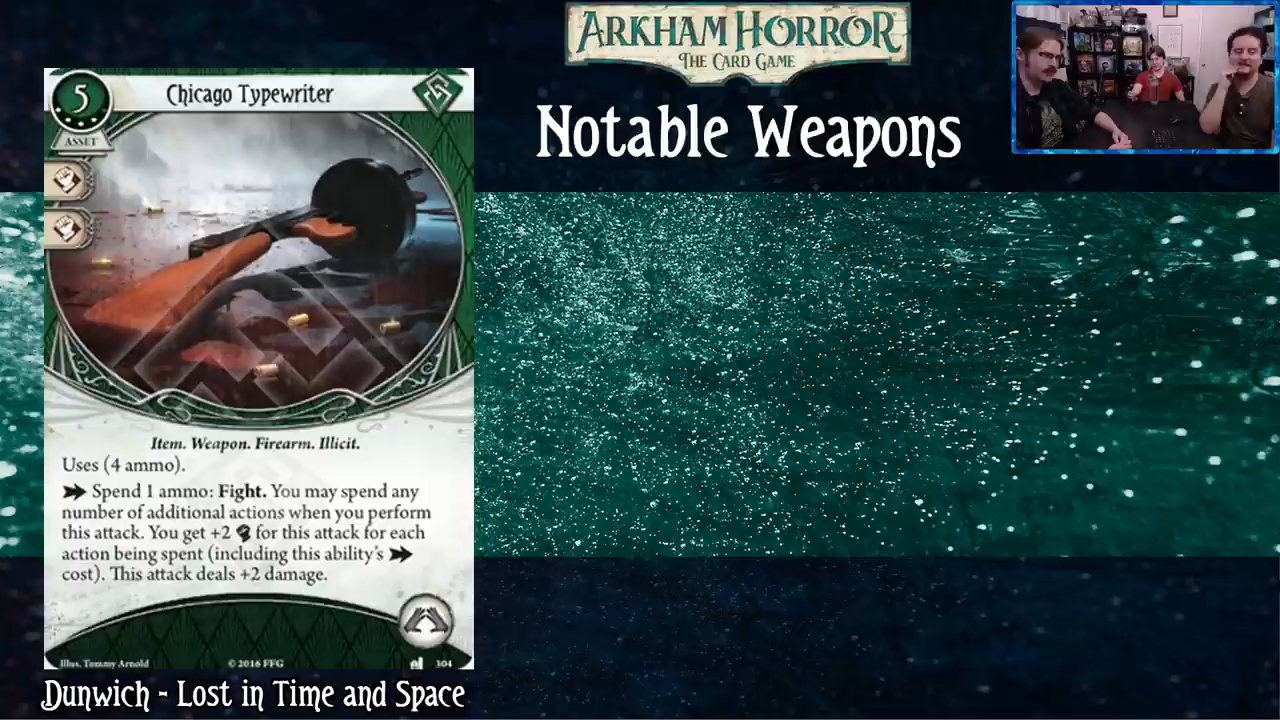 ARKHAM HORROR
THE CARD GAME
Notable Weapons
5
Chicago Typewriter
ASSET
Item. Weapon. Firearm. Illicit.
Uses (4 ammo).
Spend 1 ammo: Fight. You may spend any
number of additional actions when you perform
this attack. You get +2 for this attack for each
action being spent (including this ability's
cost). This attack deals +2 damage.
Illus. Tommy Arnold © 2016 FFG 304
Dunwich - Lost in Time and Space